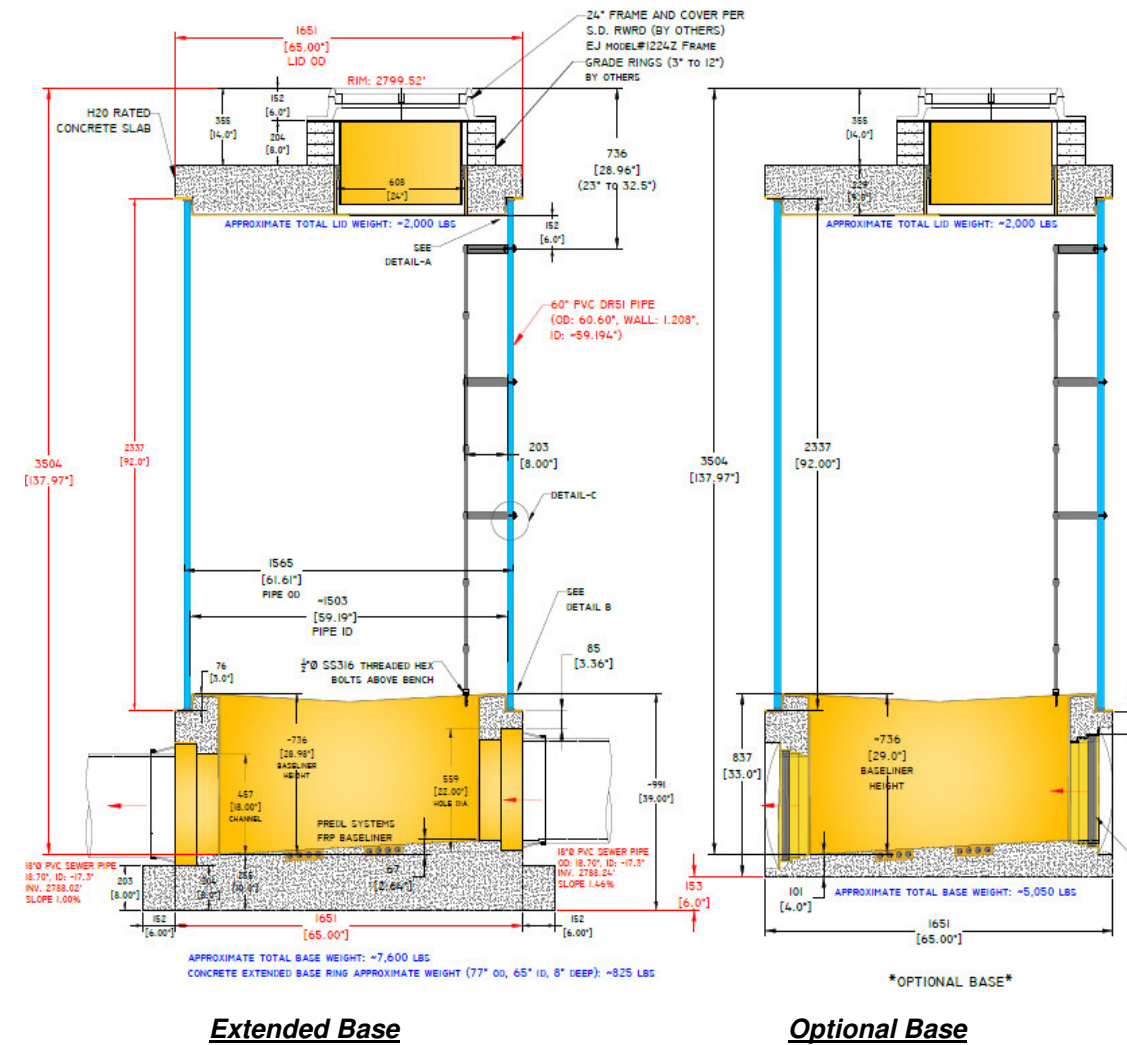 1651
[65.00"]
LID OD
24" FRAME AND COVER PER
S.D. RWRD (BY OTHERS)
EJ MODEL#1224Z FRAME
GRADE RINGS (3" TO 12")
BY OTHERS
RIM: 2799.52'
H20 RATED
CONCRETE SLAB
355
[14.0"]
152
[6.0"]
204
[8.0"]
736
[28.96"]
(23" TO 32.5")
608
[24"]
APPROXIMATE TOTAL LID WEIGHT: ~2,000 LBS
SEE
DETAIL-A
152
[6.0"]
60" PVC DR51 PIPE
(OD: 60.60", WALL: 1.208",
ID: ~59.194")
3504
[137.97"]
2337
[92.0"]
203
[8.00"]
DETAIL-C
1565
[61.61"]
PIPE OD
~1503
[59.19"]
PIPE ID
SEE
DETAIL B
76
[3.0"]
½"Ø SS316 THREADED HEX
BOLTS ABOVE BENCH
85
[3.36"]
~736
[28.98"]
BASELINER
HEIGHT
457
[18.00"]
CHANNEL
559
[22.00"]
HOLE DIA.
~991
[39.00"]
PREDL SYSTEMS
FRP BASELINER
18"Ø PVC SEWER PIPE
18.70", ID: ~17.3"
INV. 2788.02'
SLOPE 1.00%
18"Ø PVC SEWER PIPE
OD: 18.70", ID: ~17.3"
INV. 2788.24'
SLOPE 1.46%
203
[8.00"]
204
[8.0"]
[10.0"]
67
[2.64"]
153
[6.0"]
152
[6.00"]
1651
[65.00"]
152
[6.00"]
APPROXIMATE TOTAL BASE WEIGHT: ~7,600 LBS
CONCRETE EXTENDED BASE RING APPROXIMATE WEIGHT (77" OD, 65" ID, 8" DEEP): ~825 LBS
Extended Base
355
[14.0"]
229
[9.0"]
APPROXIMATE TOTAL LID WEIGHT: ~2,000 LBS
3504
[137.97"]
2337
[92.00"]
837
[33.0"]
~736
[29.0"]
BASELINER
HEIGHT
101
[4.0"]
APPROXIMATE TOTAL BASE WEIGHT: ~5,050 LBS
1651
[65.00"]
*OPTIONAL BASE*
Optional Base